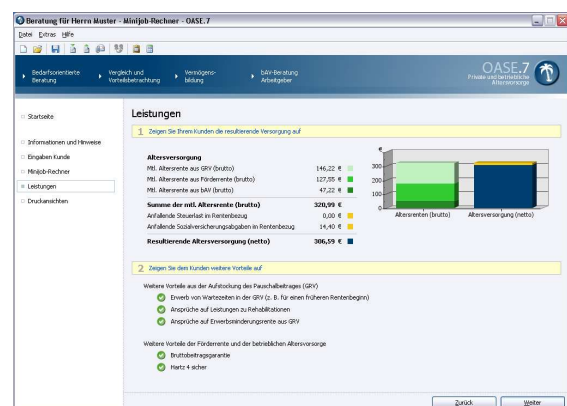 Beratung für Herrn Muster - Minijob-Rechner - OASE.7
Datei Extras Hilfe
Bedarfsorientierte Beratung
Vergleich und Vorteilsbetrachtung
Vermögens-bildung
bAV-Beratung Arbeitgeber
OASE.7
Private und betriebliche Altersvorsorge
Startseite
Informationen und Hinweise
Eingaben Kunde
Minijob-Rechner
Leistungen
Druckansichten
Leistungen
1 Zeigen Sie Ihrem Kunden die resultierende Versorgung auf
Altersversorgung
Mtl. Altersrente aus GRV (brutto) 146,22 €
Mtl. Altersrente aus Förderrente (brutto) 127,55 €
Mtl. Altersrente aus bAV (brutto) 47,22 €
Summe der mtl. Altersrente (brutto) 320,99 €
Anfallende Steuerlast im Rentenbezug 0,00 €
Anfallende Sozialversicherungsabgaben im Rentenbezug 14,40 €
Resultierende Altersversorgung (netto) 306,59 €
€
300
200
100
0
Altersrenten (brutto) Altersversorgung (netto)
2 Zeigen Sie dem Kunden weitere Vorteile auf
Weitere Vorteile aus der Aufstockung des Pauschalbeitrages (GRV)
Erwerb von Wartezeiten in der GRV (z. B. für einen früheren Rentenbeginn)
Ansprüche auf Leistungen zu Rehabilitationen
Ansprüche auf Erwerbsminderungsrente aus GRV
Weitere Vorteile der Förderrente und der betrieblichen Altersvorsorge
Bruttobeitragsgarantie
Hartz 4 sicher
Zurück Weiter